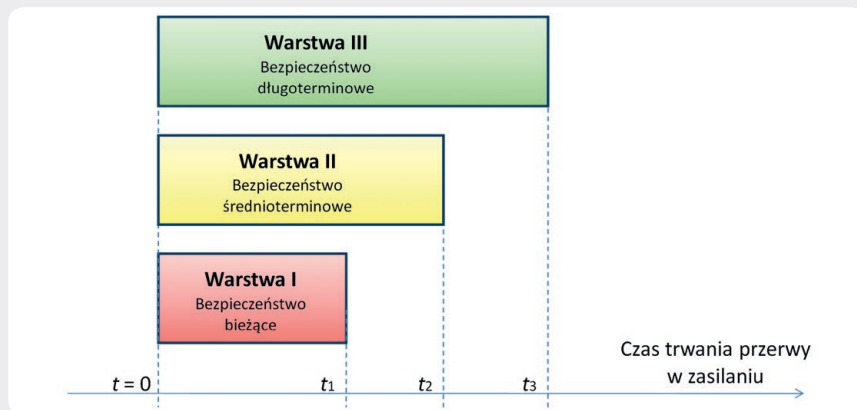 Warstwa III
Bezpieczeństwo
długoterminowe
Warstwa II
Bezpieczeństwo
średnioterminowe
Warstwa I
Bezpieczeństwo
bieżące
Czas trwania przerwy
w zasilaniu
t = 0
t1
t2
t3